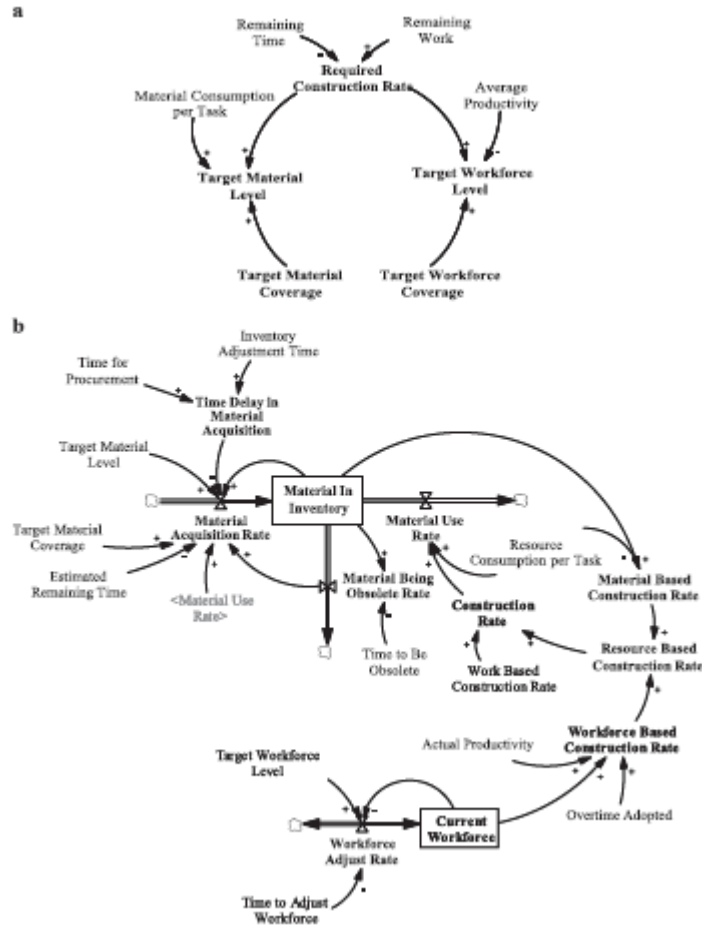 a
Remaining
Time
Remaining
Work
Required
Construction Rate
Material Consumption
per Task
Average
Productivity
Target Material
Level
Target Workforce
Level
Target Material
Coverage
Target Workforce
Coverage
b
Inventory
Adjustment Time
Time for
Procurement
Time Delay in
Material
Acquisition
Target Material
Level
Material In
Inventory
Material
Acquisition Rate
Material Use
Rate
Target Material
Coverage
Estimated
Remaining Time
<Material Use
Rate>
Material Being
Obsolete Rate
Resource
Consumption per Task
Material Based
Construction Rate
Construction
Rate
Time to Be
Obsolete
Work Based
Construction Rate
Resource Based
Construction Rate
Workforce Based
Construction Rate
Actual Productivity
Target Workforce
Level
Overtime Adopted
Current
Workforce
Workforce
Adjust Rate
Time to Adjust
Workforce